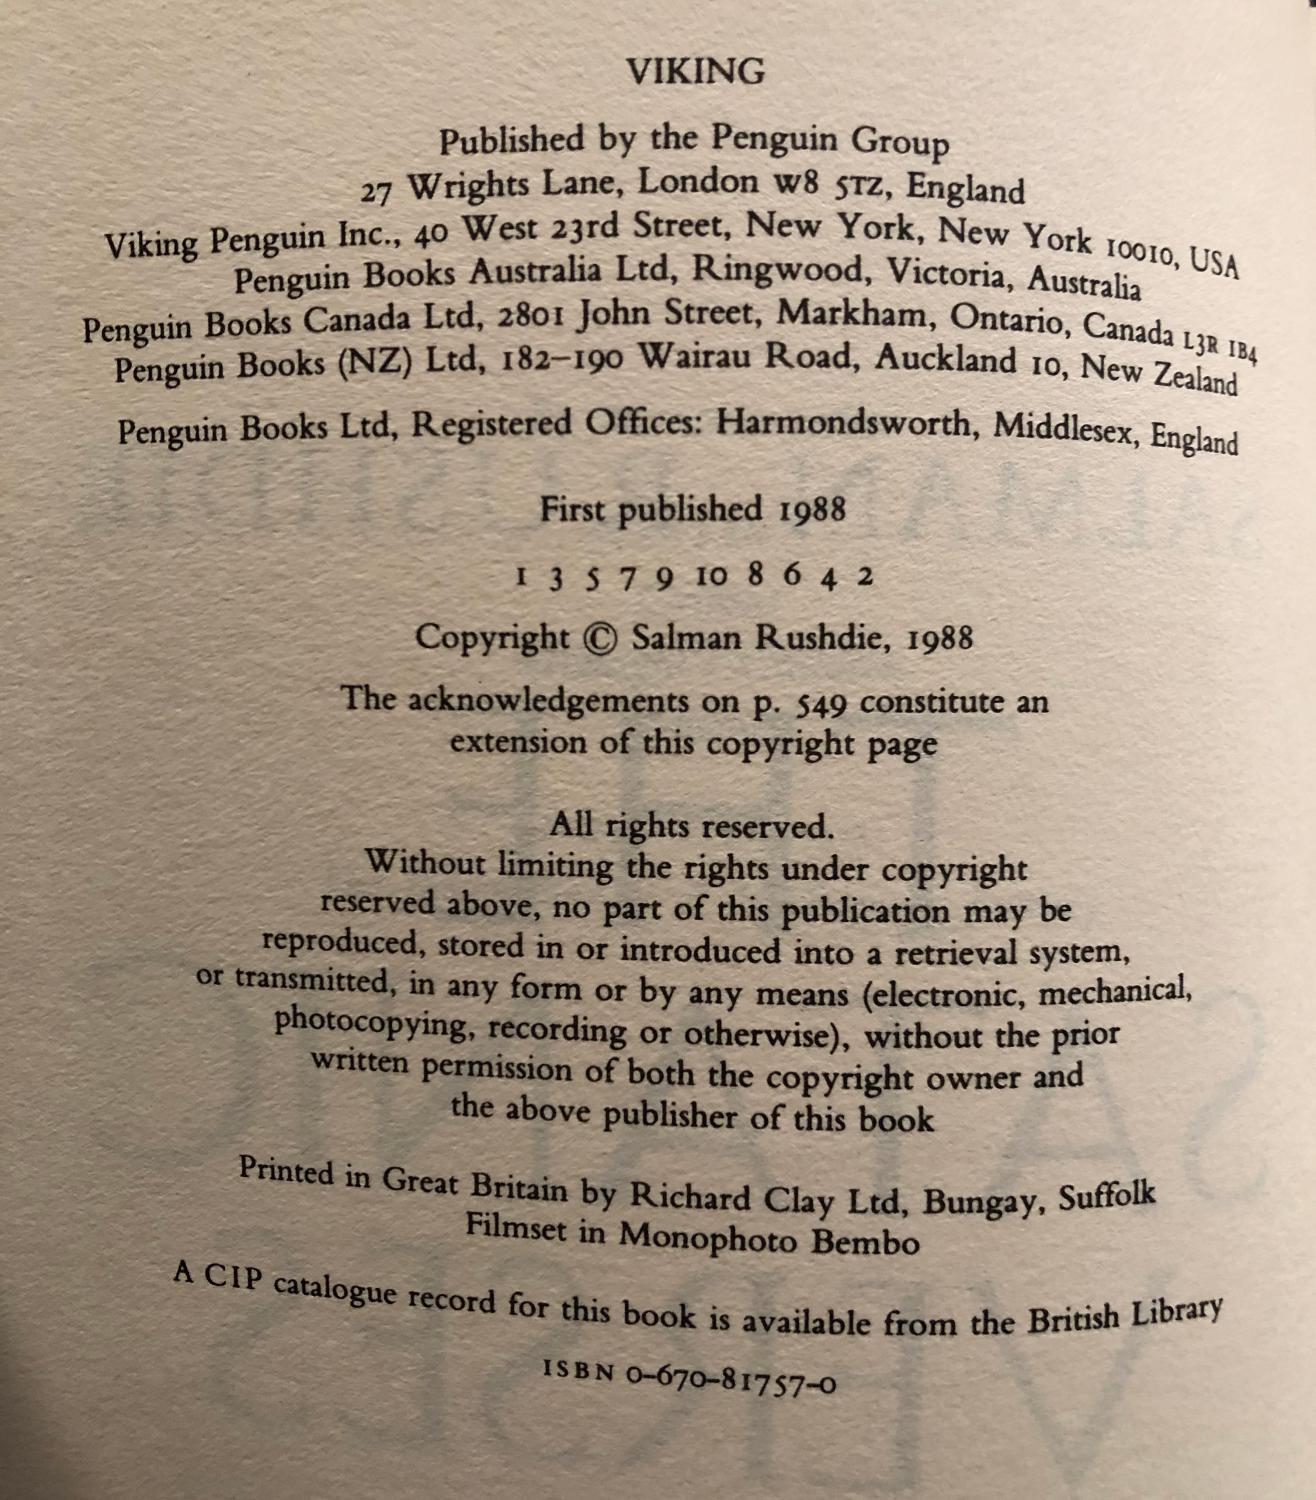 VIKING
Published by the Penguin Group
27 Wrights Lane, London W8 5TZ, England
Viking Penguin Inc., 40 West 23rd Street, New York, New York 10010, USA
Penguin Books Australia Ltd, Ringwood, Victoria, Australia
Penguin Books Canada Ltd, 2801 John Street, Markham, Ontario, Canada L3R 1B4
Penguin Books (NZ) Ltd, 182–190 Wairau Road, Auckland 10, New Zealand
Penguin Books Ltd, Registered Offices: Harmondsworth, Middlesex, England
First published 1988
1 3 5 7 9 10 8 6 4 2
Copyright © Salman Rushdie, 1988
The acknowledgements on p. 549 constitute an
extension of this copyright page
All rights reserved.
Without limiting the rights under copyright
reserved above, no part of this publication may be
reproduced, stored in or introduced into a retrieval system,
or transmitted, in any form or by any means (electronic, mechanical,
photocopying, recording or otherwise), without the prior
written permission of both the copyright owner and
the above publisher of this book
Printed in Great Britain by Richard Clay Ltd, Bungay, Suffolk
Filmset in Monophoto Bembo
A CIP catalogue record for this book is available from the British Library
ISBN 0–670–81757–0